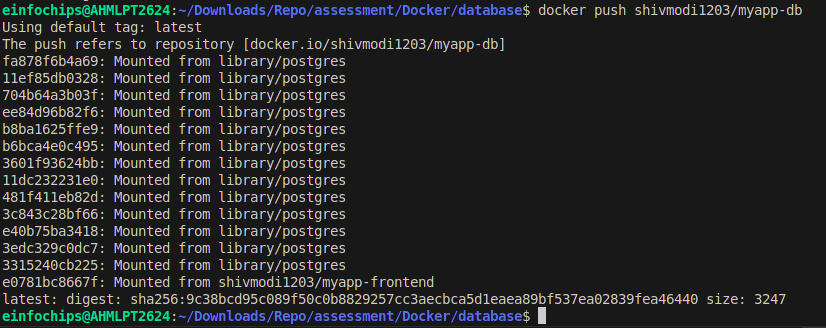 einfochips@AHMLPT2624:~/Downloads/Repo/assessment/Docker/database$ docker push shivmodi1203/myapp-db
Using default tag: latest
The push refers to repository [docker.io/shivmodi1203/myapp-db]
fa878f6b4a69: Mounted from library/postgres
11ef85db0328: Mounted from library/postgres
704b64a3b03f: Mounted from library/postgres
ee84d96b82f6: Mounted from library/postgres
b8ba1625ffe9: Mounted from library/postgres
b6bca4e0c495: Mounted from library/postgres
3601f93624bb: Mounted from library/postgres
11dc232231e0: Mounted from library/postgres
481f411eb82d: Mounted from library/postgres
3c843c28bf66: Mounted from library/postgres
e40b75ba3418: Mounted from library/postgres
3edc329c0dc7: Mounted from library/postgres
3315240cb225: Mounted from library/postgres
e0781bc8667f: Mounted from shivmodi1203/myapp-frontend
latest: digest: sha256:9c38bcd95c089f50c0b8829257cc3aecbca5d1eaea89bf537ea02839fea46440 size: 3247
einfochips@AHMLPT2624:~/Downloads/Repo/assessment/Docker/database$